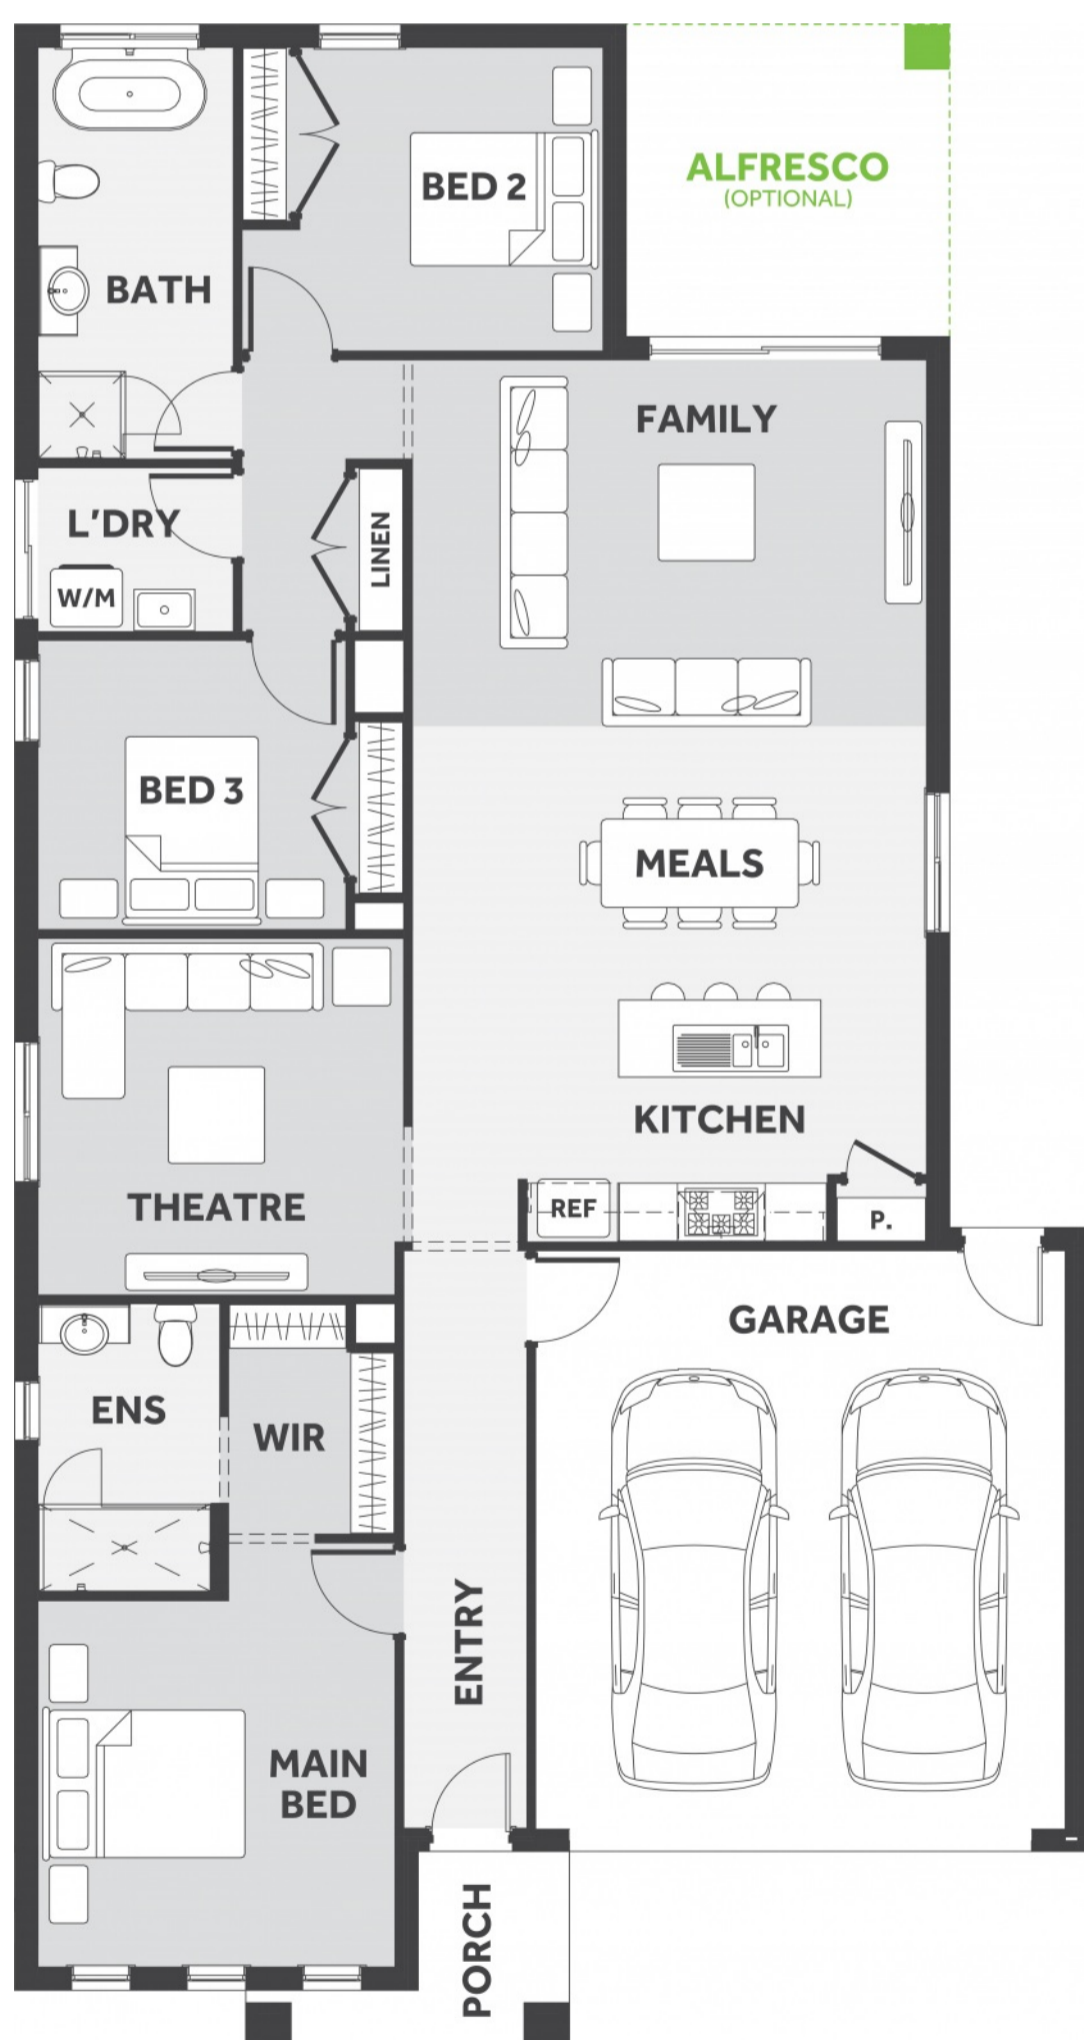 ALFRESCO
(OPTIONAL)
BED 2
BATH
FAMILY
L'DRY
LINEN
W/M
BED 3
MEALS
KITCHEN
THEATRE
REF
P.
GARAGE
ENS
WIR
ENTRY
MAIN
BED
PORCH